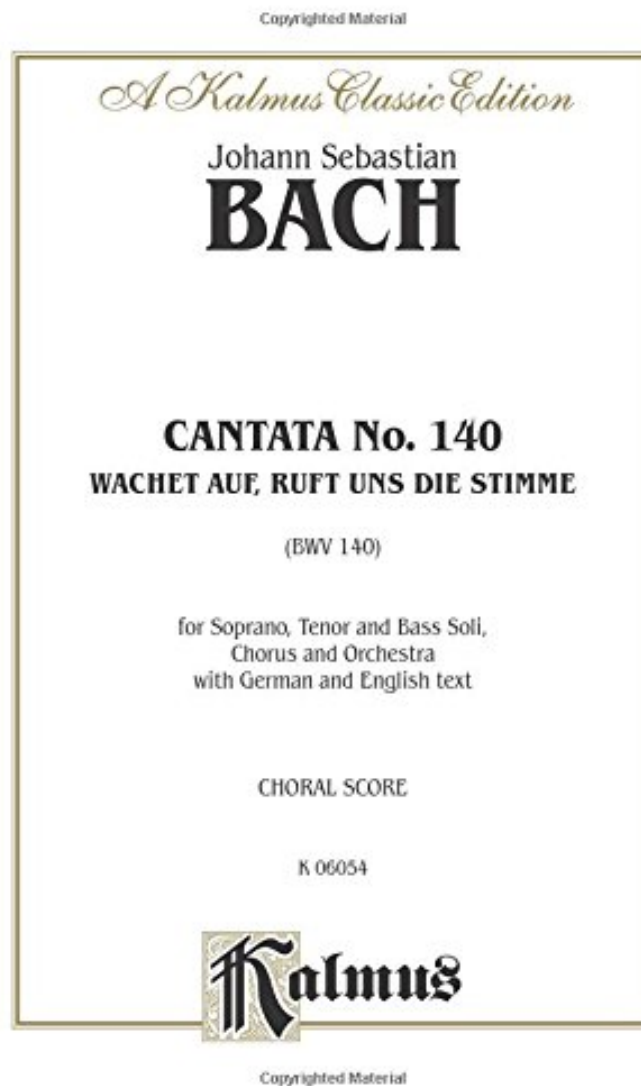 Copyrighted Material
A Kalmus Classic Edition
Johann Sebastian
BACH
CANTATA No. 140
WACHET AUF, RUFT UNS DIE STIMME
(BWV 140)
for Soprano, Tenor and Bass Soli,
Chorus and Orchestra
with German and English text
CHORAL SCORE
K 06054
Kalmus
Copyrighted Material